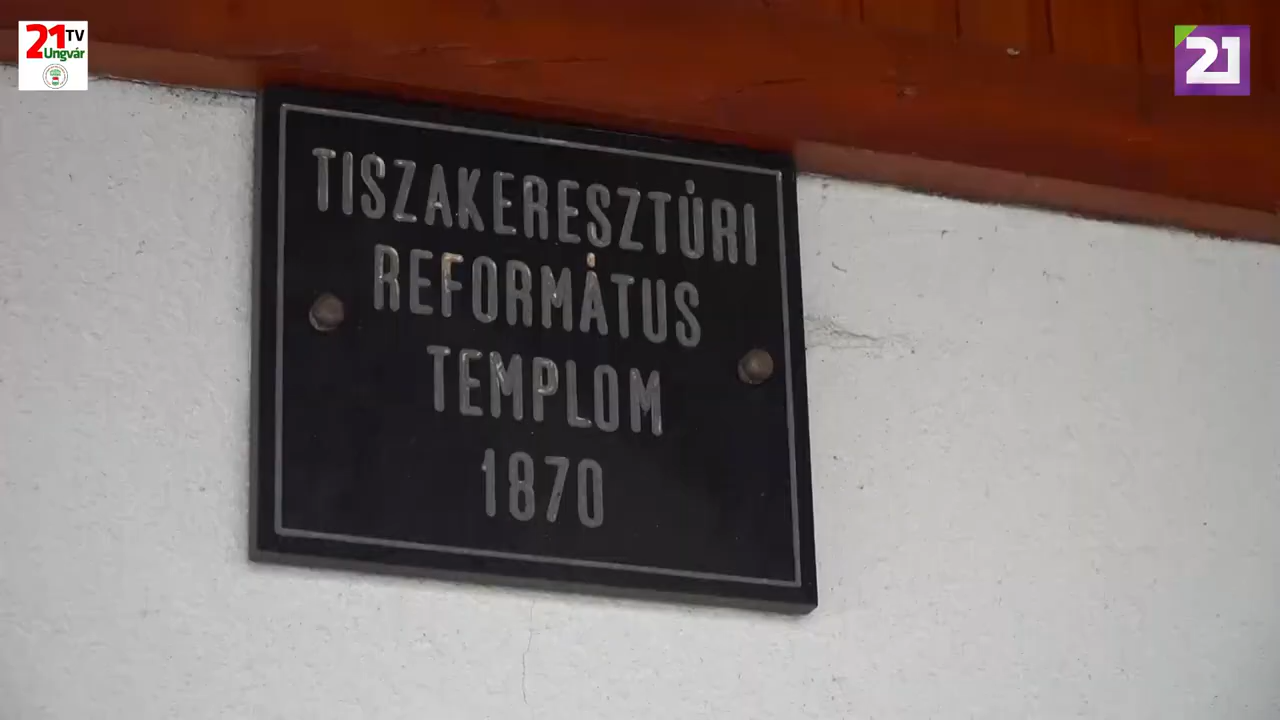 21 TV
Ungvár
21
TISZAKERESZTÚRI
REFORMÁTUS
TEMPLOM
1870